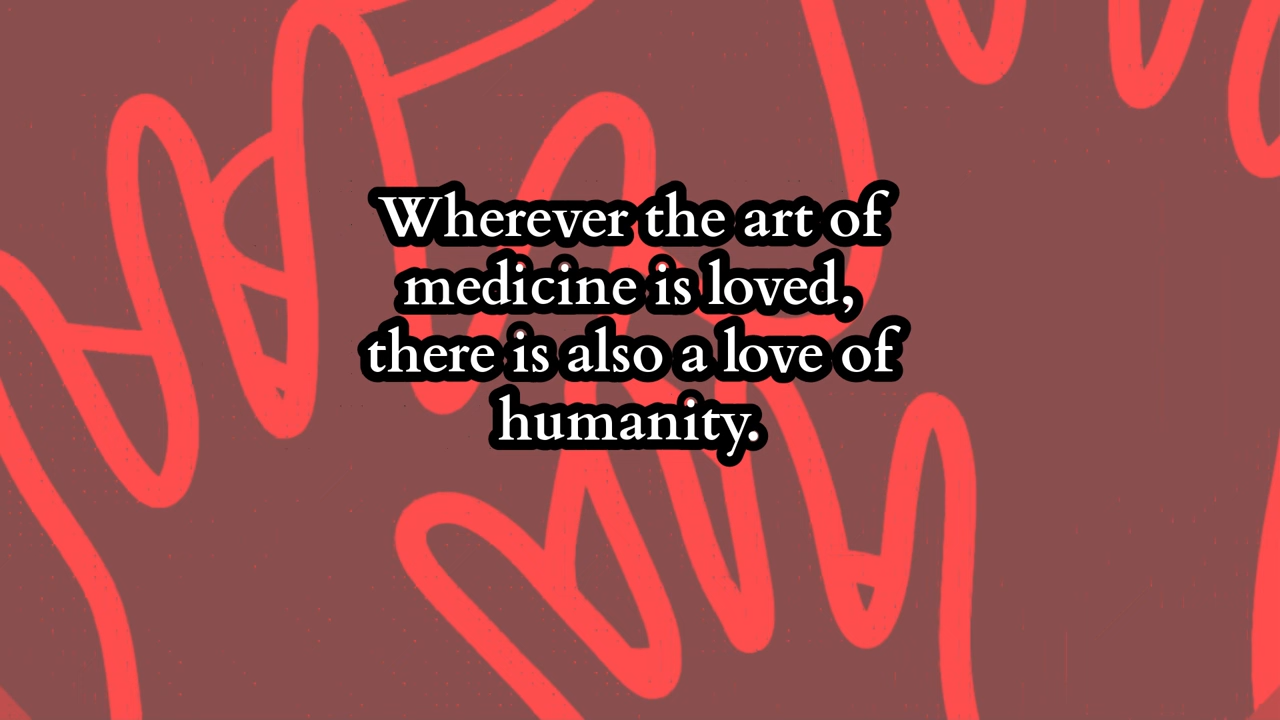 Wherever the art of
medicine is loved,
there is also a love of
humanity.